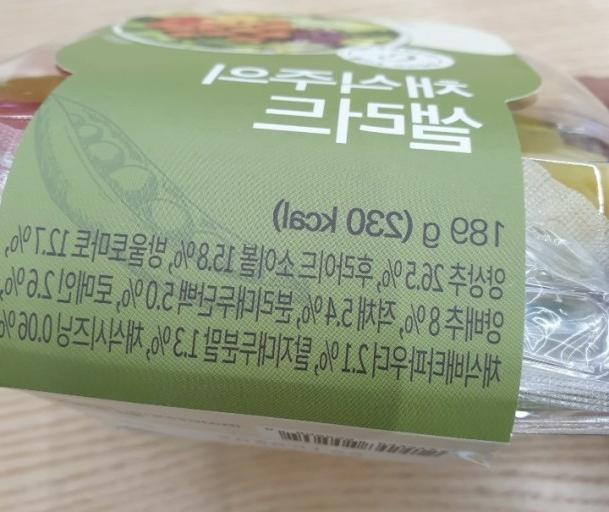 채식주의
샐러드
189 g (230 kcal)
양상추 26.5%, 후라이드소이볼 15.8%, 방울토마토 12.7%,
양배추 8%, 적채 5.4%, 분리대두단백 5.0%, 로메인 2.6%
채식배터파우더 2.1%, 탈지대두분말 1.3%, 채식시즈닝 0.06%